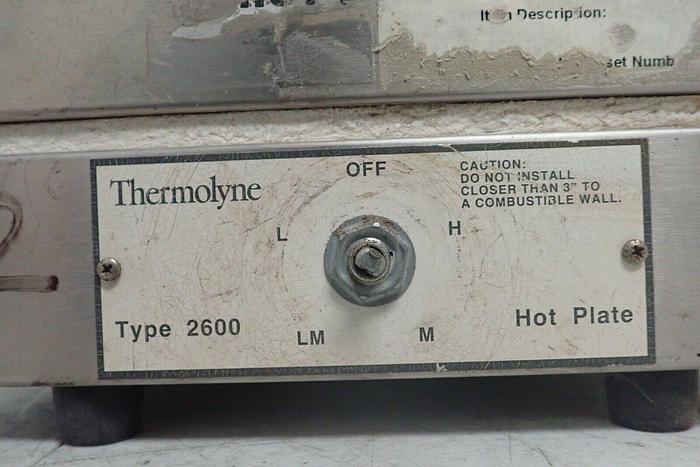 Item Description:
set Numb
OFF
CAUTION:
DO NOT INSTALL
CLOSER THAN 3" TO
A COMBUSTIBLE WALL.
Thermolyne
L
H
Type 2600
LM
M
Hot Plate
2